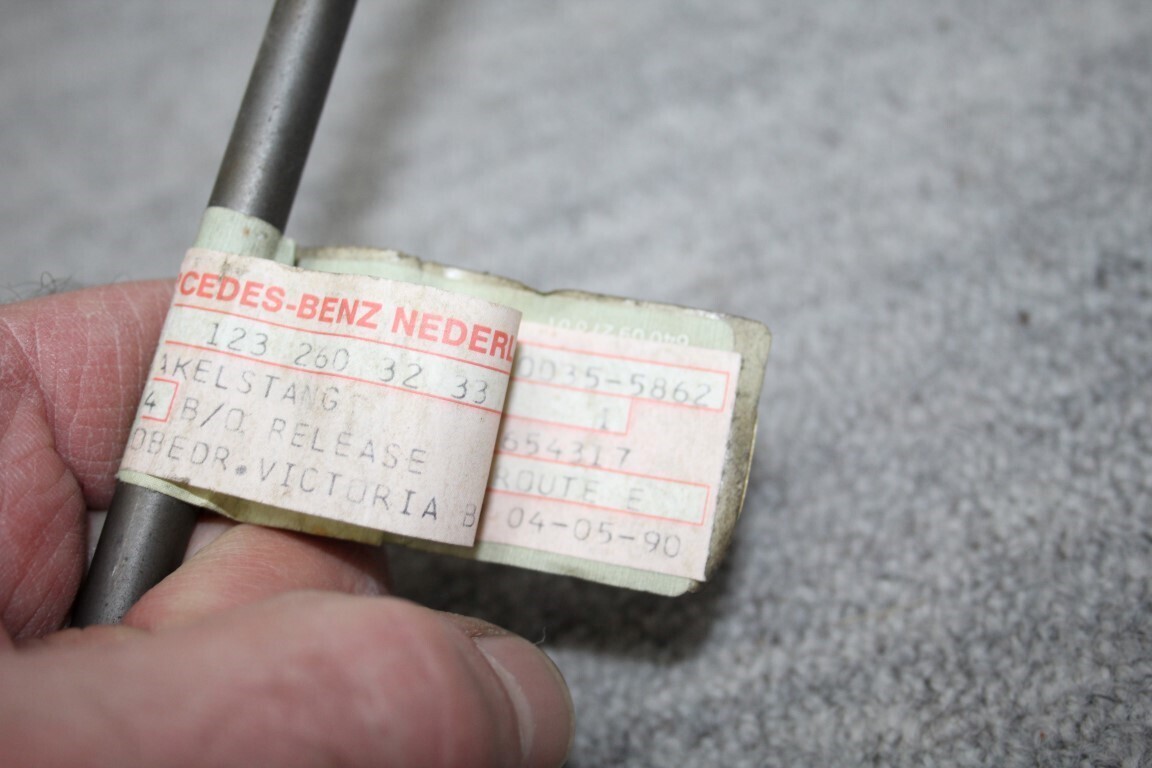 RCEDES-BENZ NEDERL
123 260 32 33
AKELSTANG
4 B/O RELEASE
OBEDR.VICTORIA B
0035-5862
1
654317
ROUTE E
04-05-90